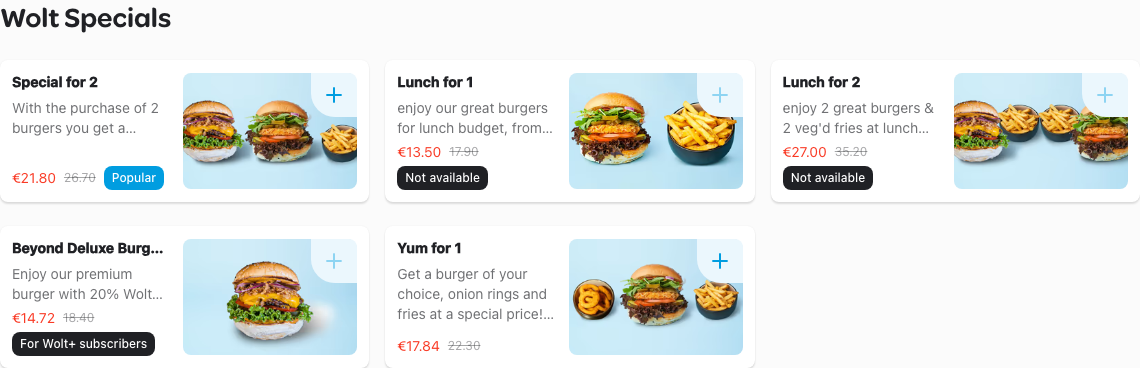 Wolt Specials
Special for 2
With the purchase of 2
burgers you get a...
€21.80 26.70 Popular
Lunch for 1
enjoy our great burgers
for lunch budget, from...
€13.50 17.90
Not available
Lunch for 2
enjoy 2 great burgers &
2 veg'd fries at lunch...
€27.00 35.20
Not available
Beyond Deluxe Burg...
Enjoy our premium
burger with 20% Wolt...
€14.72 18.40
For Wolt+ subscribers
Yum for 1
Get a burger of your
choice, onion rings and
fries at a special price!...
€17.84 22.30